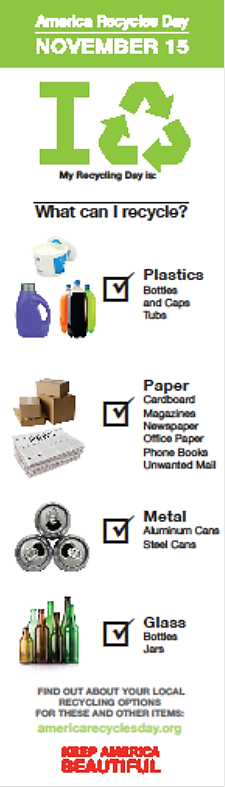 America Recycles Day
NOVEMBER 15
I
My Recycling Day is:
What can I recycle?
Plastics
Bottles
and Caps
Tubs
Paper
Cardboard
Magazines
Newspaper
Office Paper
Phone Books
Unwanted Mail
Metal
Aluminum Cans
Steel Cans
Glass
Bottles
Jars
FIND OUT ABOUT YOUR LOCAL
RECYCLING OPTIONS
FOR THESE AND OTHER ITEMS:
americarecyclesday.org
KEEP AMERICA
BEAUTIFUL